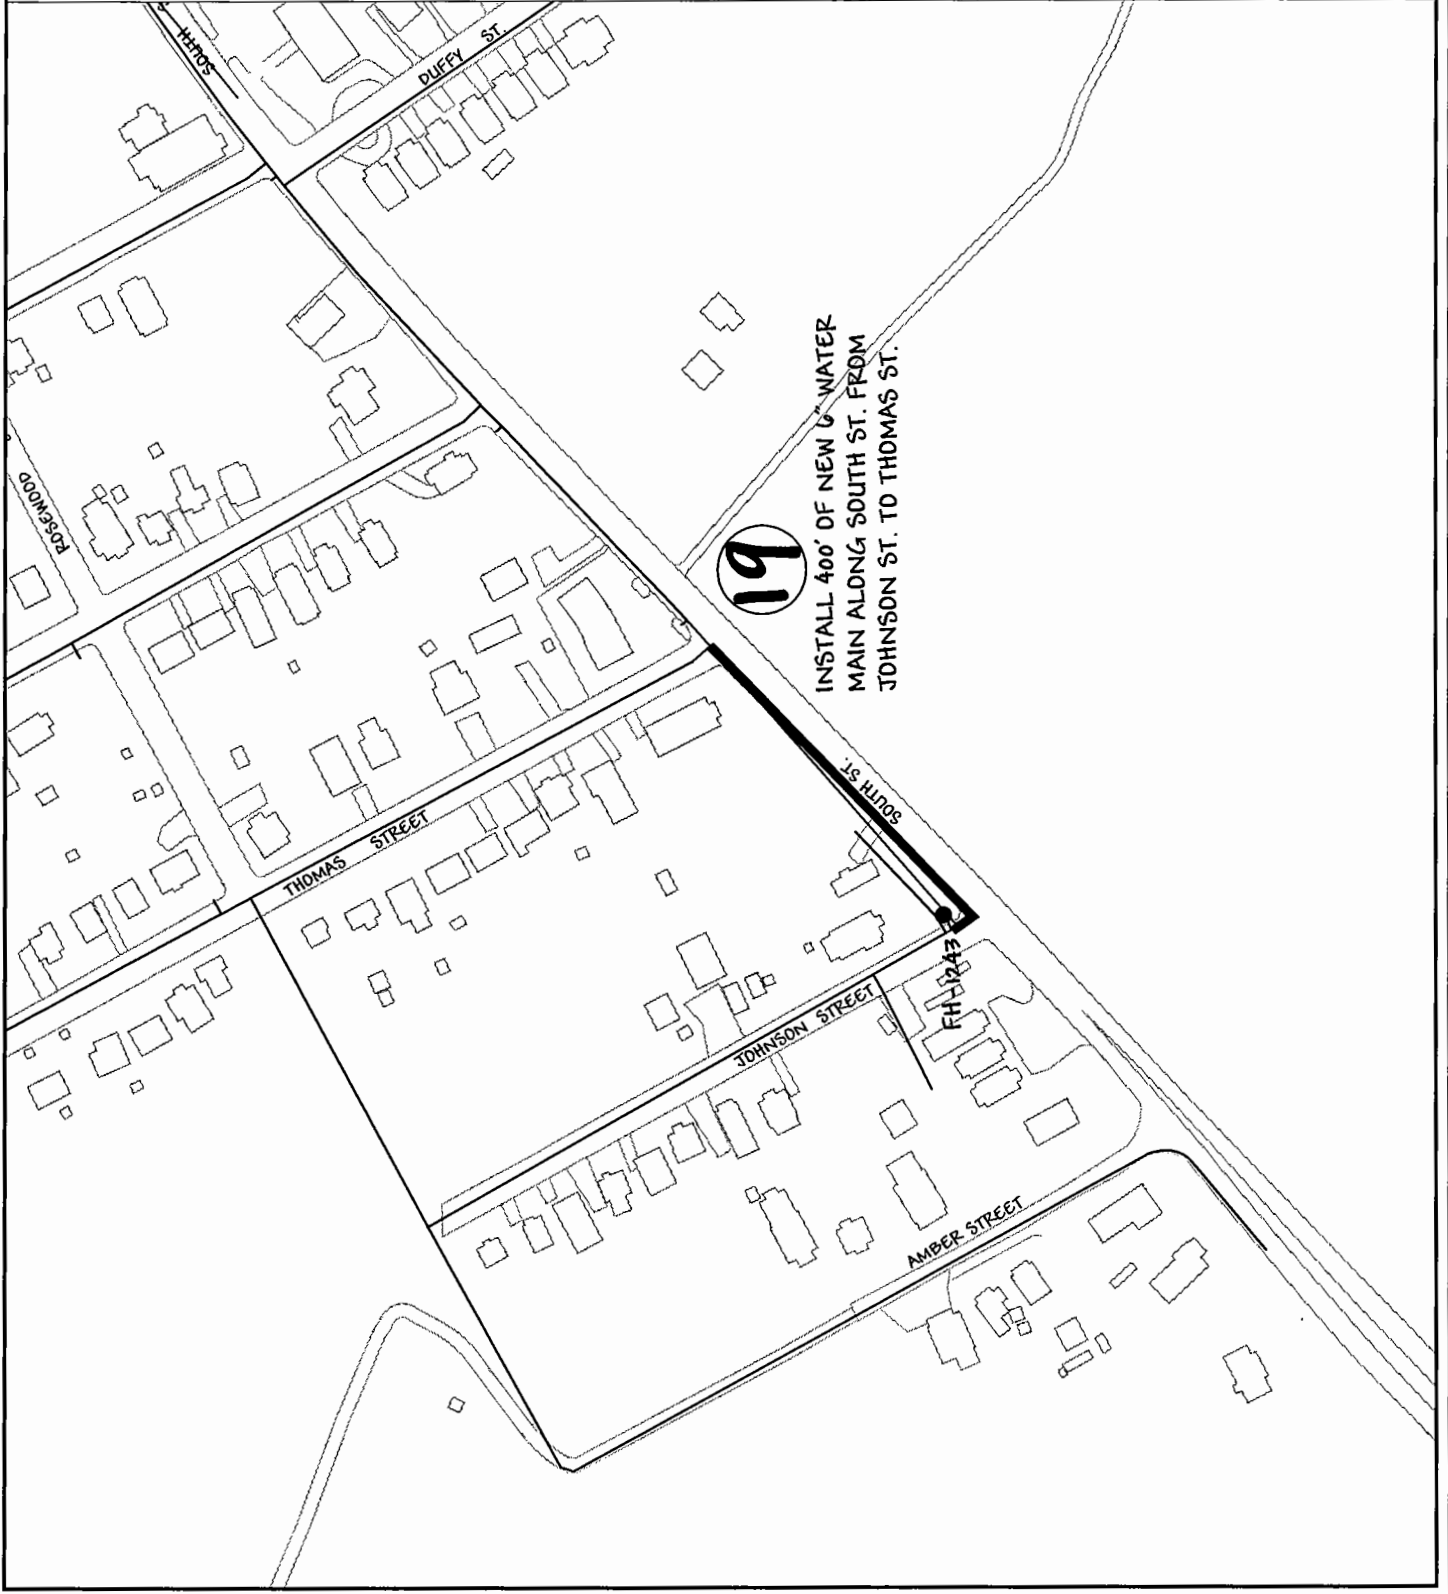 SOUTH
DUFFY ST.
ROSEWOOD
19
INSTALL 400' OF NEW 6" WATER
MAIN ALONG SOUTH ST. FROM
JOHNSON ST. TO THOMAS ST.
THOMAS STREET
SOUTH ST.
FH-1243
JOHNSON STREET
AMBER STREET